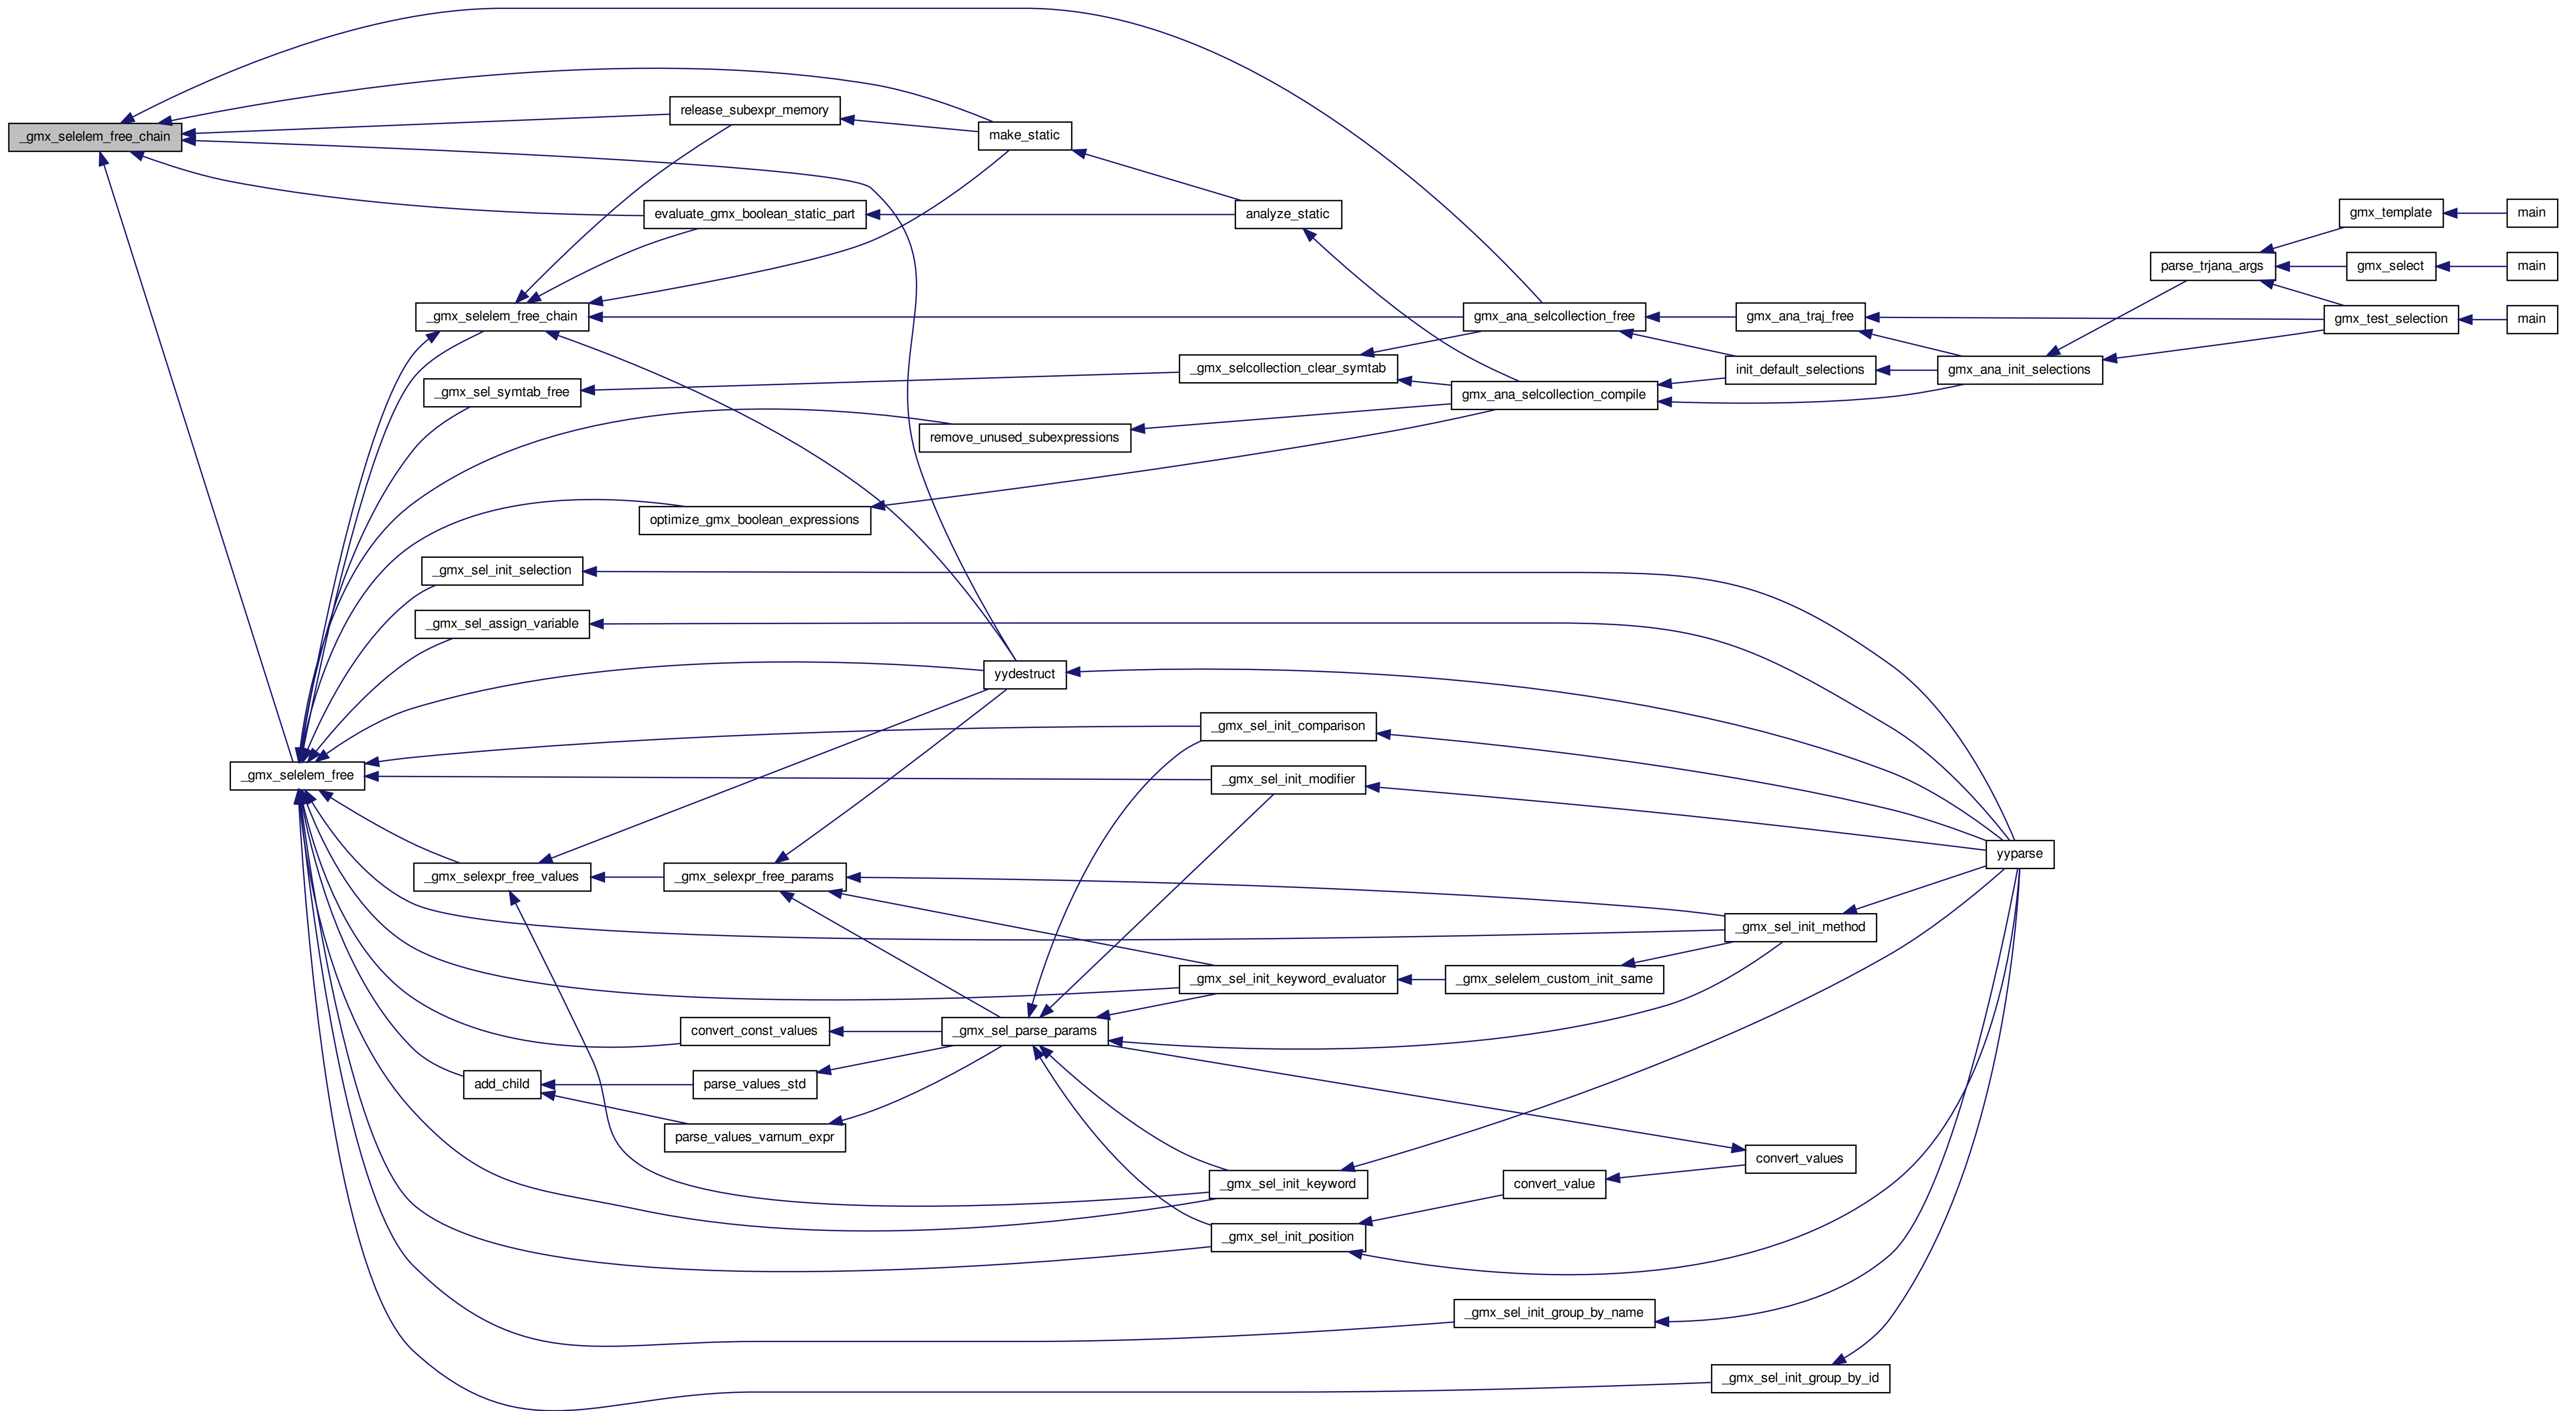 _gmx_selelem_free_chain
release_subexpr_memory
make_static
evaluate_gmx_boolean_static_part
analyze_static
gmx_template
main
parse_trjana_args
gmx_select
main
_gmx_selelem_free_chain
gmx_ana_selcollection_free
gmx_ana_traj_free
gmx_test_selection
main
_gmx_selcollection_clear_symtab
init_default_selections
gmx_ana_init_selections
_gmx_sel_symtab_free
gmx_ana_selcollection_compile
remove_unused_subexpressions
optimize_gmx_boolean_expressions
_gmx_sel_init_selection
_gmx_sel_assign_variable
yydestruct
_gmx_sel_init_comparison
_gmx_selelem_free
_gmx_sel_init_modifier
yyparse
_gmx_selexpr_free_values
_gmx_selexpr_free_params
_gmx_sel_init_method
_gmx_sel_init_keyword_evaluator
_gmx_selelem_custom_init_same
convert_const_values
_gmx_sel_parse_params
add_child
parse_values_std
parse_values_varnum_expr
convert_values
_gmx_sel_init_keyword
convert_value
_gmx_sel_init_position
_gmx_sel_init_group_by_name
_gmx_sel_init_group_by_id